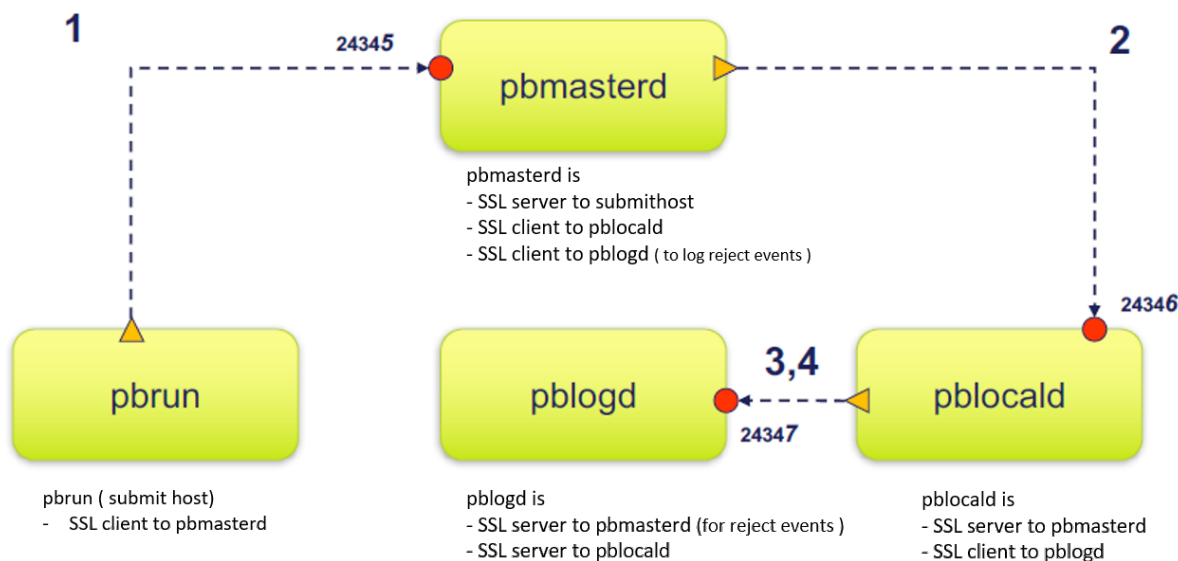 1
24345
pbmasterd
2
pbmasterd is
- SSL server to submithost
- SSL client to pblocald
- SSL client to pblogd ( to log reject events )
24346
pbrun
pblogd
3,4
24347
pblocald
pbrun ( submit host)
- SSL client to pbmasterd
pblogd is
- SSL server to pbmasterd (for reject events )
- SSL server to pblocald
pblocald is
- SSL server to pbmasterd
- SSL client to pblogd